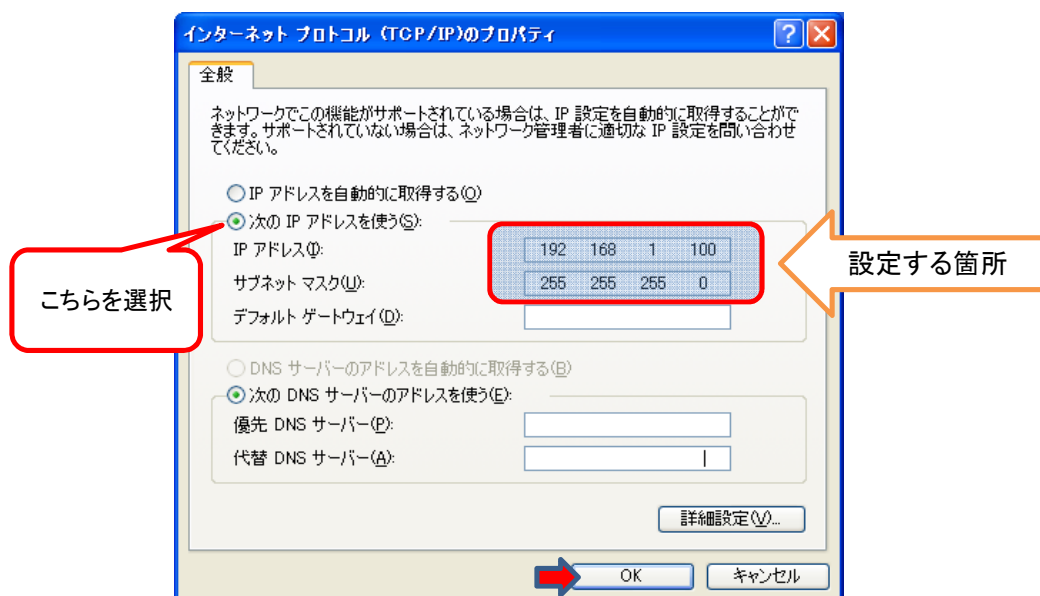 インターネット プロトコル (TCP/IP)のプロパティ
全般
ネットワークでこの機能がサポートされている場合は、IP 設定を自動的に取得することがで
きます。サポートされていない場合は、ネットワーク管理者に適切な IP 設定を問い合わせ
てください。
IP アドレスを自動的に取得する(O)
次の IP アドレスを使う(S):
IP アドレス(I):
192 168 1 100
サブネット マスク(U):
255 255 255 0
デフォルト ゲートウェイ(D):
こちらを選択
設定する箇所
DNS サーバーのアドレスを自動的に取得する(B)
次の DNS サーバーのアドレスを使う(E):
優先 DNS サーバー(P):
代替 DNS サーバー(A):
詳細設定(V)...
OK
キャンセル